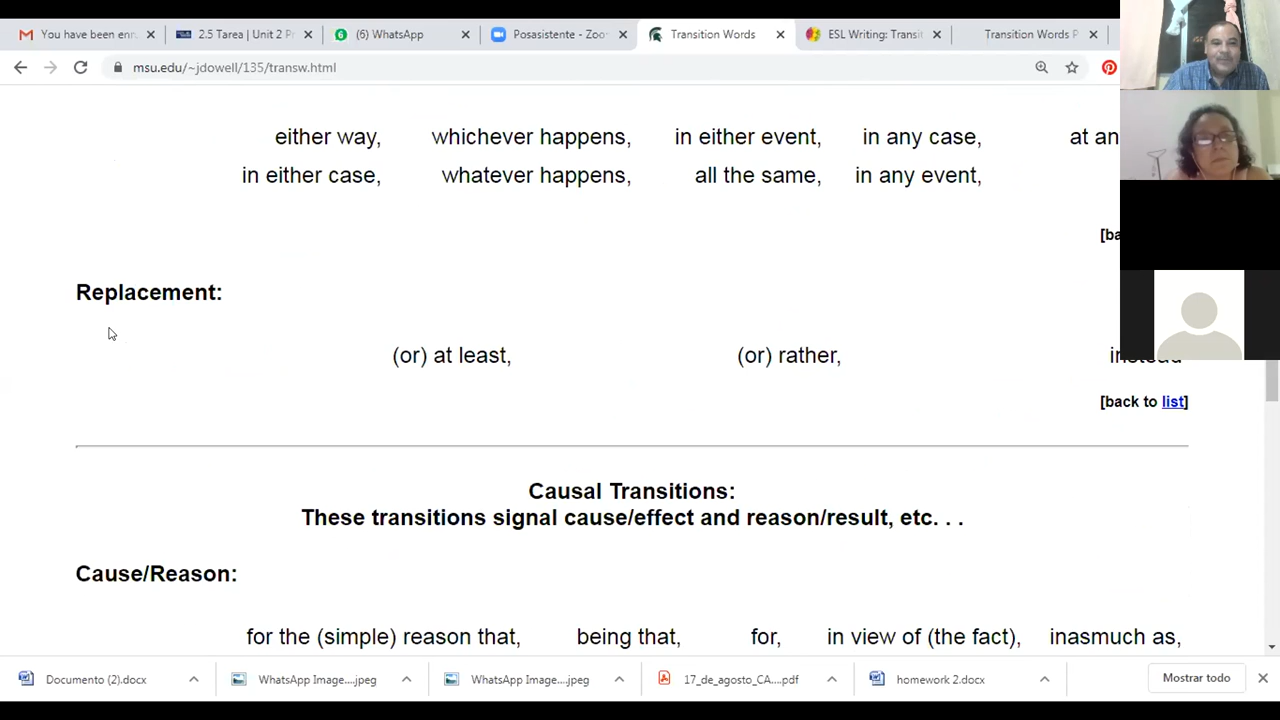 You have been enr
2.5 Tarea | Unit 2 Pr
6
(6) WhatsApp
Posasistente - Zoo
Transition Words
ESL Writing: Transit
Transition Words P
msu.edu/~jdowell/135/transw.html
either way, whichever happens, in either event, in any case, at an
in either case, whatever happens, all the same, in any event,
[ba
Replacement:
(or) at least, (or) rather, instead
[back to list]
Causal Transitions:
These transitions signal cause/effect and reason/result, etc. . .
Cause/Reason:
for the (simple) reason that, being that, for, in view of (the fact), inasmuch as,
Documento (2).docx
WhatsApp Image....jpeg
WhatsApp Image....jpeg
17_de_agosto_CA....pdf
homework 2.docx
Mostrar todo